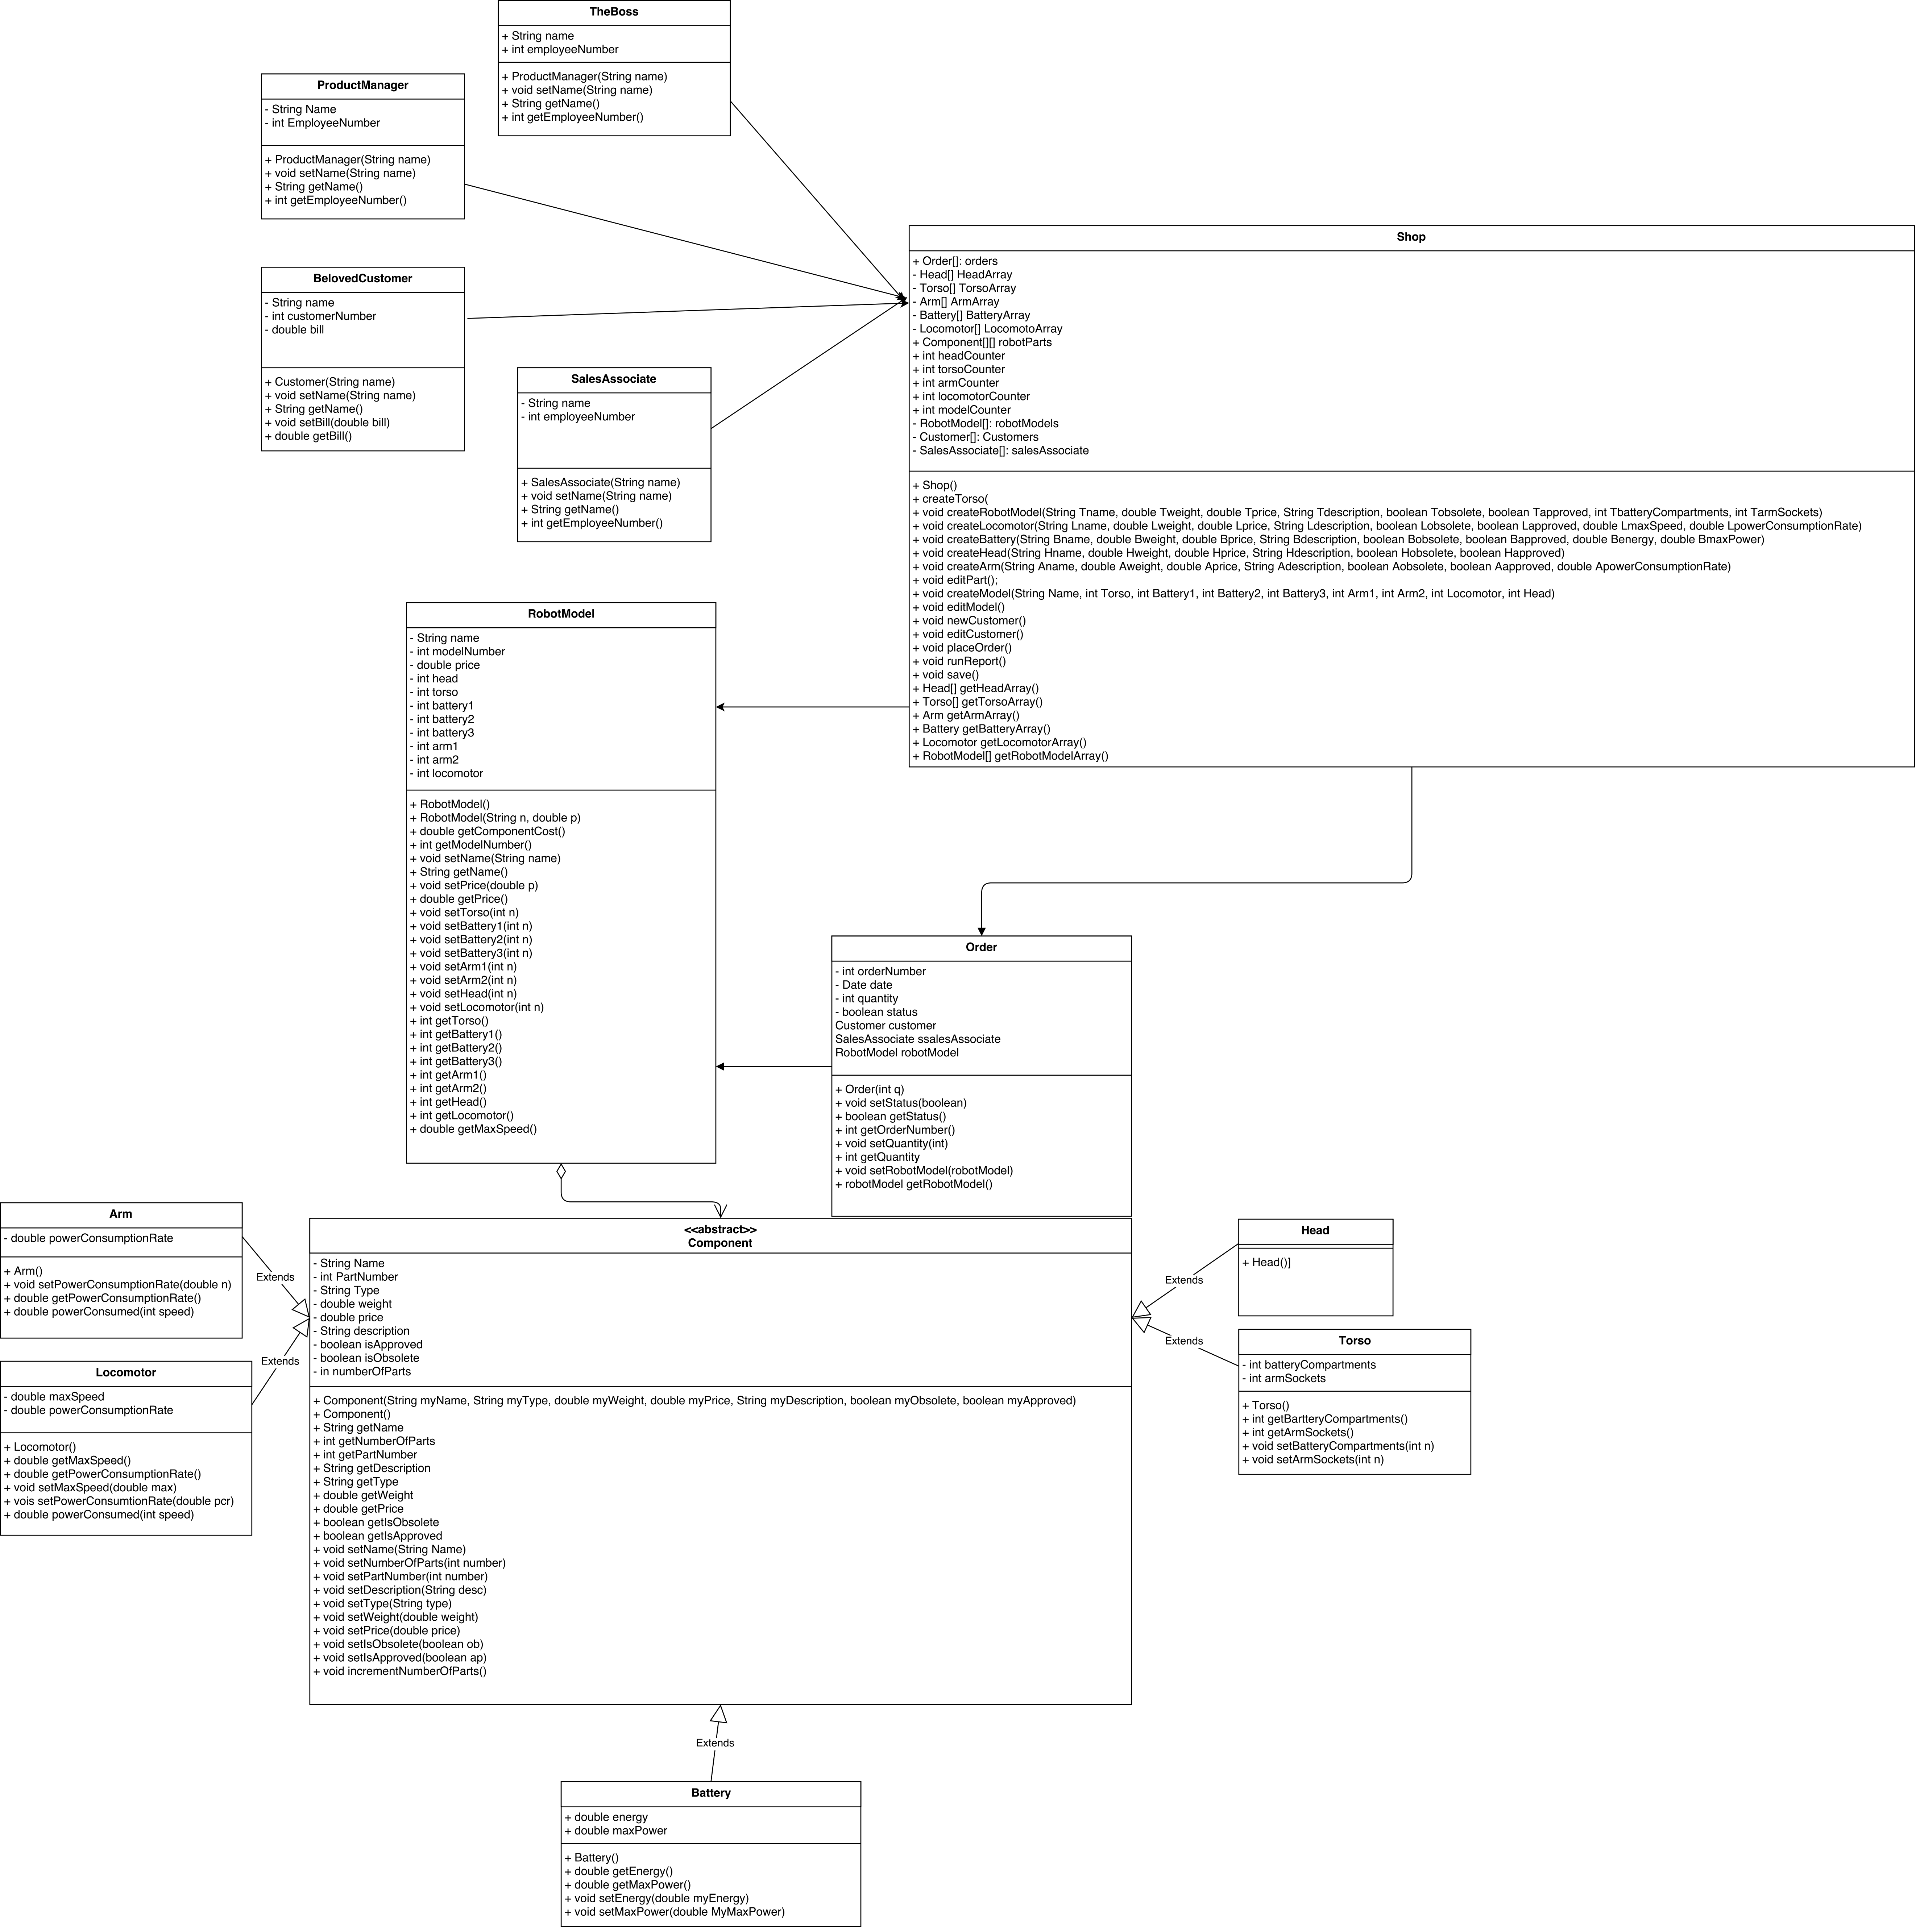 TheBoss
+ String name
+ int employeeNumber
+ ProductManager(String name)
+ void setName(String name)
+ String getName()
+ int getEmployeeNumber()
ProductManager
- String Name
- int EmployeeNumber
+ ProductManager(String name)
+ void setName(String name)
+ String getName()
+ int getEmployeeNumber()
BelovedCustomer
- String name
- int customerNumber
- double bill
+ Customer(String name)
+ void setName(String name)
+ String getName()
+ void setBill(double bill)
+ double getBill()
SalesAssociate
- String name
- int employeeNumber
+ SalesAssociate(String name)
+ void setName(String name)
+ String getName()
+ int getEmployeeNumber()
Shop
+ Order[]: orders
- Head[] HeadArray
- Torso[] TorsoArray
- Arm[] ArmArray
- Battery[] BatteryArray
- Locomotor[] LocomotoArray
+ Component[][] robotParts
+ int headCounter
+ int torsoCounter
+ int armCounter
+ int locomotorCounter
+ int modelCounter
- RobotModel[]: robotModels
- Customer[]: Customers
- SalesAssociate[]: salesAssociate
+ Shop()
+ createTorso(
+ void createRobotModel(String Tname, double Tweight, double Tprice, String Tdescription, boolean Tobsolete, boolean Tapproved, int TbatteryCompartments, int TarmSockets)
+ void createLocomotor(String Lname, double Lweight, double Lprice, String Ldescription, boolean Lobsolete, boolean Lapproved, double LmaxSpeed, double LpowerConsumptionRate)
+ void createBattery(String Bname, double Bweight, double Bprice, String Bdescription, boolean Bobsolete, boolean Bapproved, double Benergy, double BmaxPower)
+ void createHead(String Hname, double Hweight, double Hprice, String Hdescription, boolean Hobsolete, boolean Happroved)
+ void createArm(String Aname, double Aweight, double Aprice, String Adescription, boolean Aobsolete, boolean Aapproved, double ApowerConsumptionRate)
+ void editPart();
+ void createModel(String Name, int Torso, int Battery1, int Battery2, int Battery3, int Arm1, int Arm2, int Locomotor, int Head)
+ void editModel()
+ void newCustomer()
+ void editCustomer()
+ void placeOrder()
+ void runReport()
+ void save()
+ Head[] getHeadArray()
+ Torso[] getTorsoArray()
+ Arm getArmArray()
+ Battery getBatteryArray()
+ Locomotor getLocomotorArray()
+ RobotModel[] getRobotModelArray()
RobotModel
- String name
- int modelNumber
- double price
- int head
- int torso
- int battery1
- int battery2
- int battery3
- int arm1
- int arm2
- int locomotor
+ RobotModel()
+ RobotModel(String n, double p)
+ double getComponentCost()
+ int getModelNumber()
+ void setName(String name)
+ String getName()
+ void setPrice(double p)
+ double getPrice()
+ void setTorso(int n)
+ void setBattery1(int n)
+ void setBattery2(int n)
+ void setBattery3(int n)
+ void setArm1(int n)
+ void setArm2(int n)
+ void setHead(int n)
+ void setLocomotor(int n)
+ int getTorso()
+ int getBattery1()
+ int getBattery2()
+ int getBattery3()
+ int getArm1()
+ int getArm2()
+ int getHead()
+ int getLocomotor()
+ double getMaxSpeed()
Order
- int orderNumber
- Date date
- int quantity
- boolean status
Customer customer
SalesAssociate ssalesAssociate
RobotModel robotModel
+ Order(int q)
+ void setStatus(boolean)
+ boolean getStatus()
+ int getOrderNumber()
+ void setQuantity(int)
+ int getQuantity
+ void setRobotModel(robotModel)
+ robotModel getRobotModel()
Arm
- double powerConsumptionRate
+ Arm()
+ void setPowerConsumptionRate(double n)
+ double getPowerConsumptionRate()
+ double powerConsumed(int speed)
Extends
Locomotor
- double maxSpeed
- double powerConsumptionRate
+ Locomotor()
+ double getMaxSpeed()
+ double getPowerConsumptionRate()
+ void setMaxSpeed(double max)
+ vois setPowerConsumtionRate(double pcr)
+ double powerConsumed(int speed)
Extends
<<abstract>>
Component
- String Name
- int PartNumber
- String Type
- double weight
- double price
- String description
- boolean isApproved
- boolean isObsolete
- in numberOfParts
+ Component(String myName, String myType, double myWeight, double myPrice, String myDescription, boolean myObsolete, boolean myApproved)
+ Component()
+ String getName
+ int getNumberOfParts
+ int getPartNumber
+ String getDescription
+ String getType
+ double getWeight
+ double getPrice
+ boolean getIsObsolete
+ boolean getIsApproved
+ void setName(String Name)
+ void setNumberOfParts(int number)
+ void setPartNumber(int number)
+ void setDescription(String desc)
+ void setType(String type)
+ void setWeight(double weight)
+ void setPrice(double price)
+ void setIsObsolete(boolean ob)
+ void setIsApproved(boolean ap)
+ void incrementNumberOfParts()
Head
+ Head()]
Extends
Torso
- int batteryCompartments
- int armSockets
+ Torso()
+ int getBartteryCompartments()
+ int getArmSockets()
+ void setBatteryCompartments(int n)
+ void setArmSockets(int n)
Extends
Extends
Battery
+ double energy
+ double maxPower
+ Battery()
+ double getEnergy()
+ double getMaxPower()
+ void setEnergy(double myEnergy)
+ void setMaxPower(double MyMaxPower)